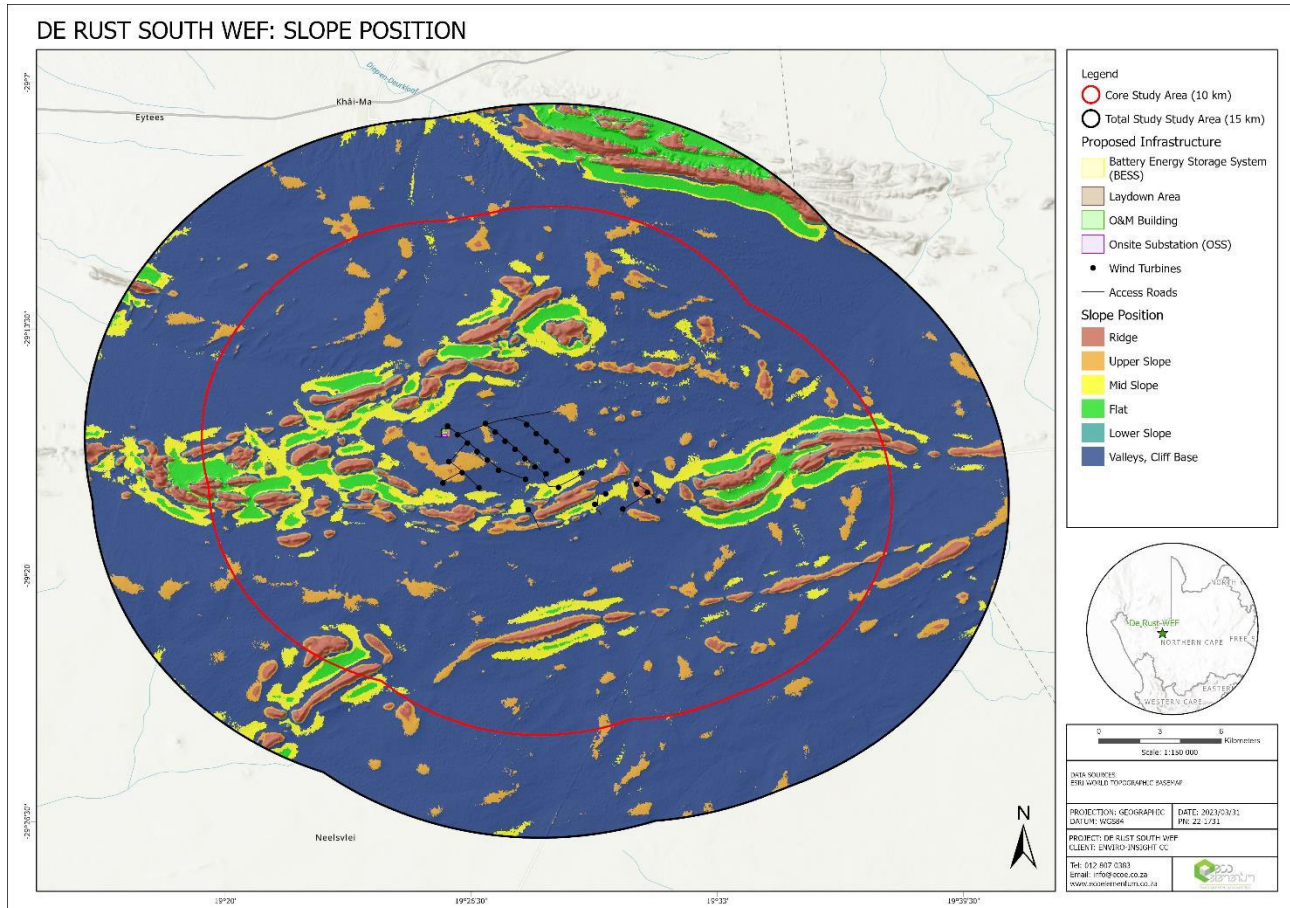 DE RUST SOUTH WEF: SLOPE POSITION
-29°7'
Khâi-Ma
Eytees
-29°13'30"
-29°20'
-29°26'30"
Neelsvlei
N
19°20'
19°26'30"
19°33'
19°39'30"
Legend
Core Study Area (10 km)
Total Study Study Area (15 km)
Proposed Infrastructure
Battery Energy Storage System
(BESS)
Laydown Area
O&M Building
Onsite Substation (OSS)
Wind Turbines
Access Roads
Slope Position
Ridge
Upper Slope
Mid Slope
Flat
Lower Slope
Valleys, Cliff Base
De Rust WEF
NORTHERN CAPE
FREE S
WESTERN CAPE
EASTERN
0 3 6
Kilometers
Scale: 1:150 000
DATA SOURCES:
ESRI WORLD TOPOGRAPHIC BASEMAP
PROJECTION: GEOGRAPHIC
DATUM: WGS84
DATE: 2023/03/31
PN: 22-1731
PROJECT: DE RUST SOUTH WEF
CLIENT: ENVIRO-INSIGHT CC
Tel: 012 807 0383
Email: info@ecoe.co.za
www.ecoelementum.co.za
eco
elementum